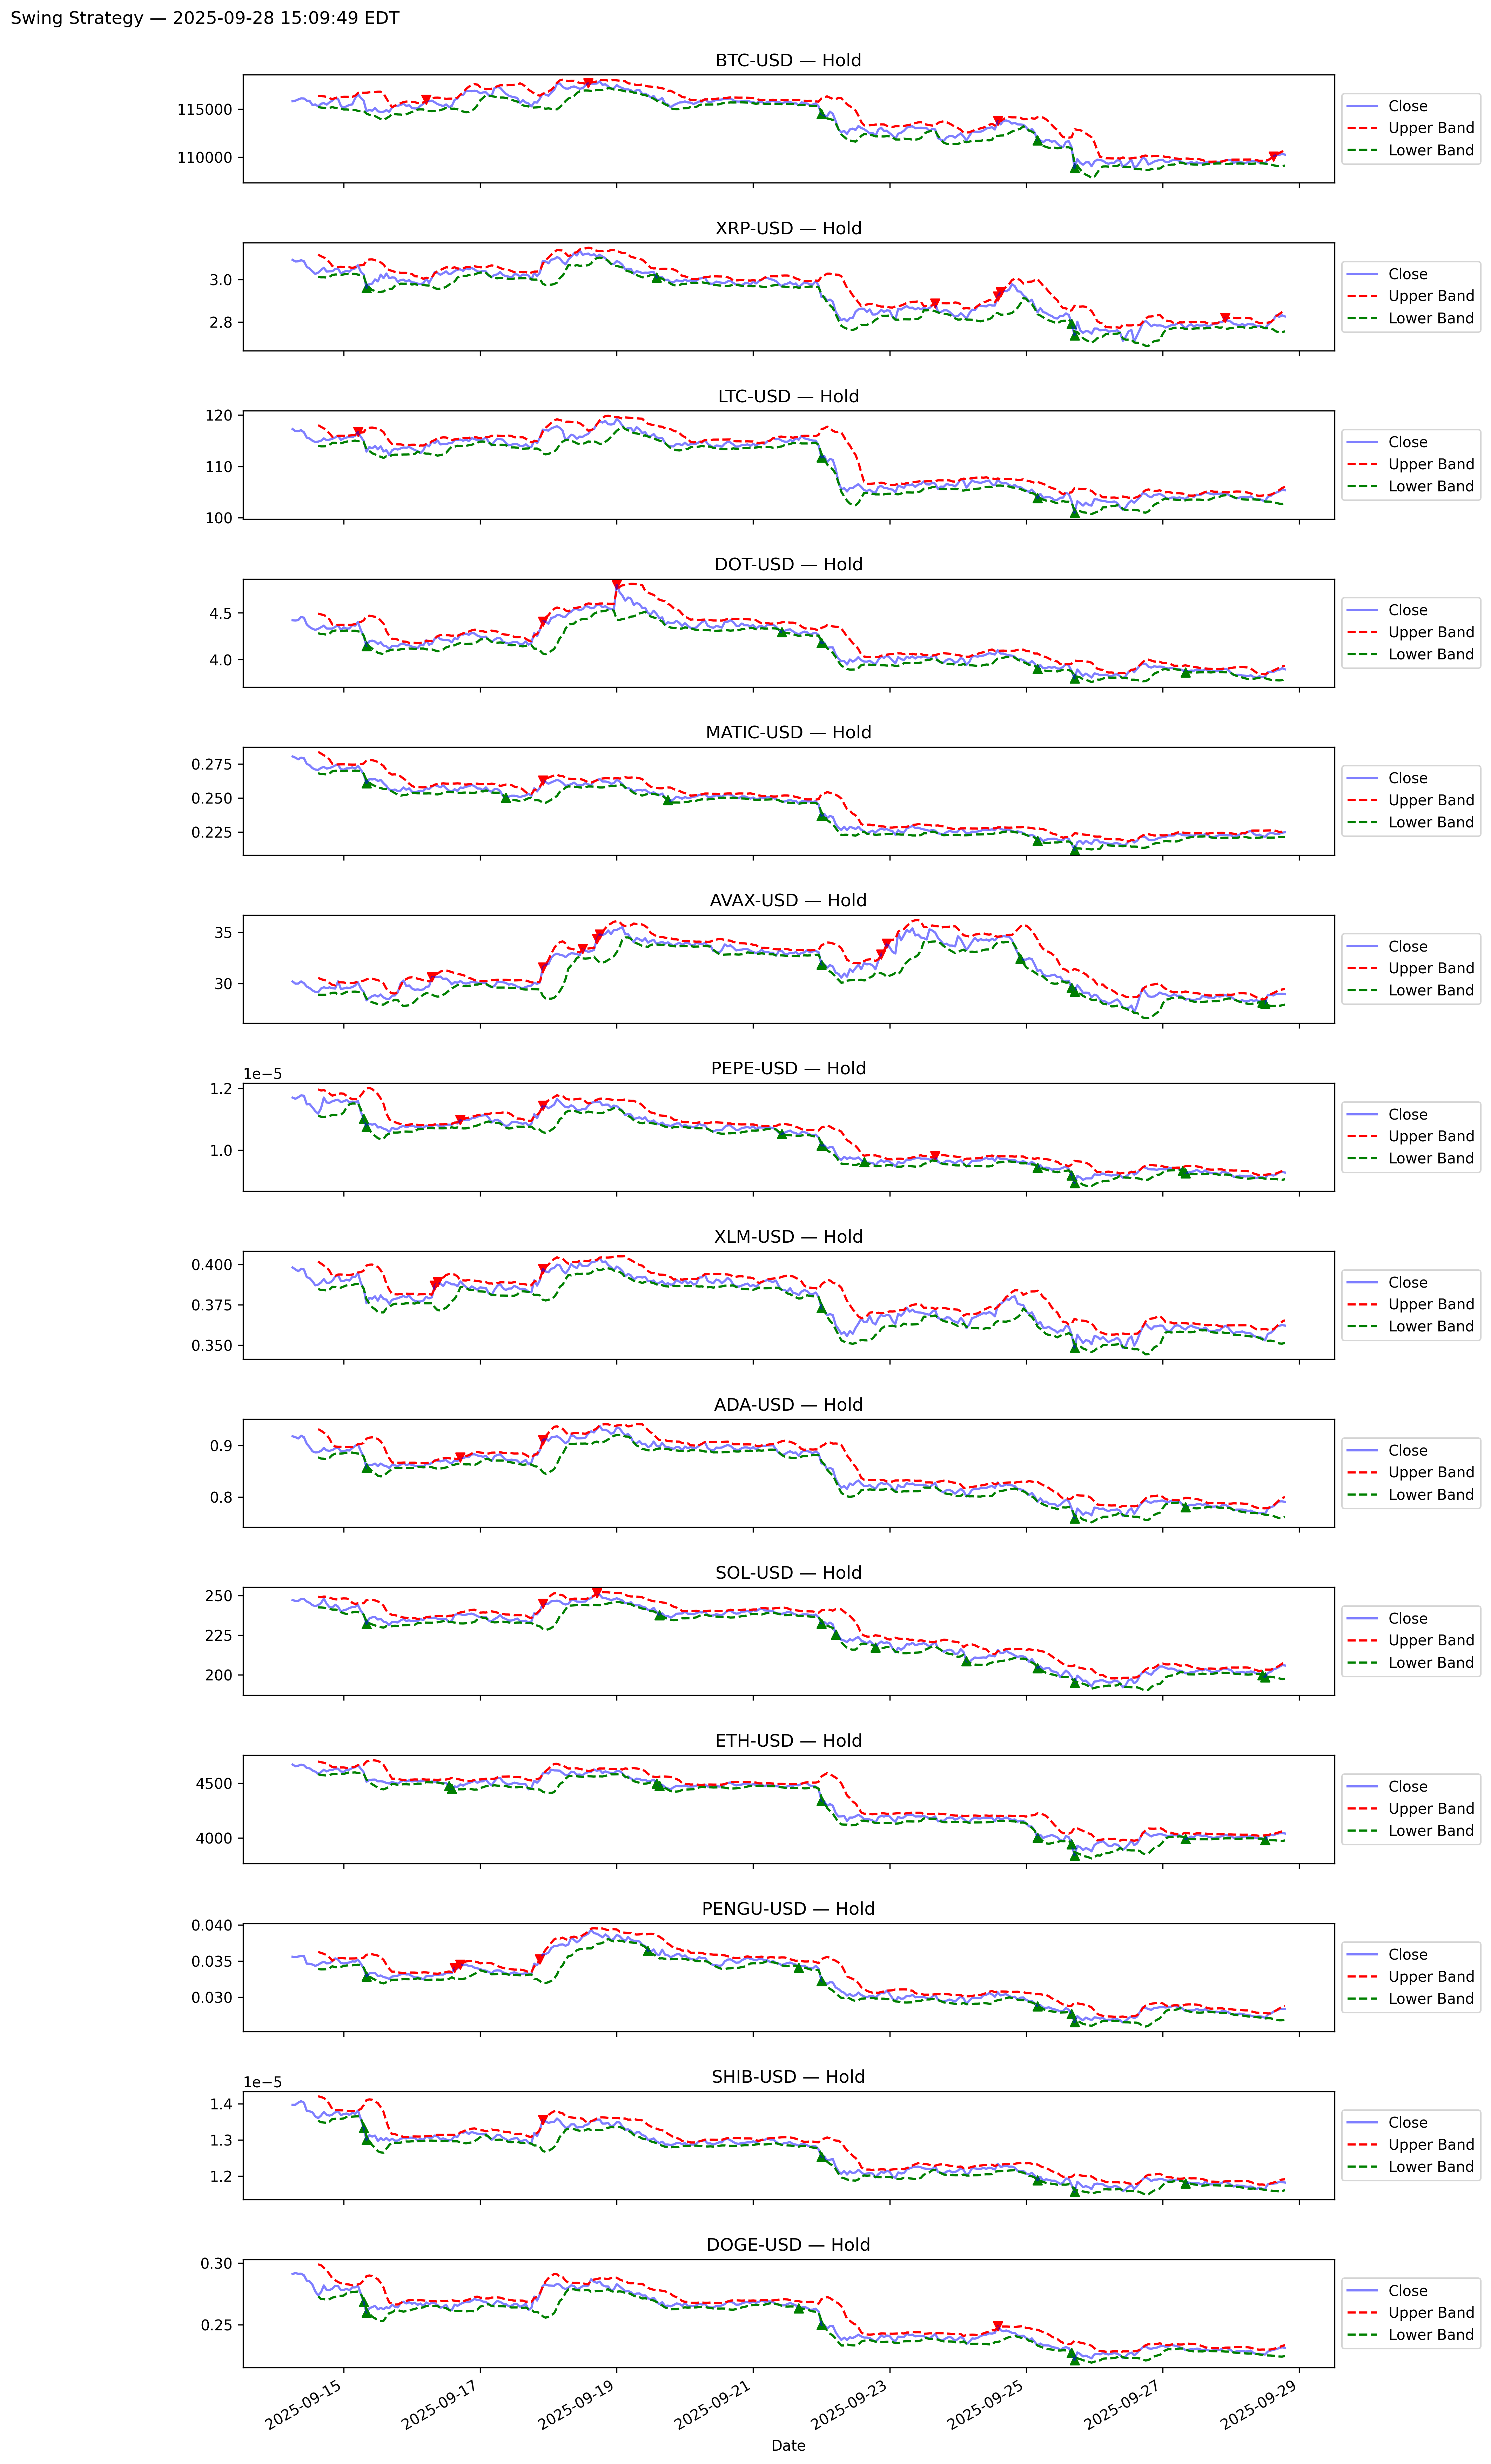 Swing Strategy — 2025-09-28 15:09:49 EDT
BTC-USD — Hold
115000
110000
Close
Upper Band
Lower Band
XRP-USD — Hold
3.0
2.8
Close
Upper Band
Lower Band
LTC-USD — Hold
120
110
100
Close
Upper Band
Lower Band
DOT-USD — Hold
4.5
4.0
Close
Upper Band
Lower Band
MATIC-USD — Hold
0.275
0.250
0.225
Close
Upper Band
Lower Band
AVAX-USD — Hold
35
30
Close
Upper Band
Lower Band
PEPE-USD — Hold
1e−5
1.2
1.0
Close
Upper Band
Lower Band
XLM-USD — Hold
0.400
0.375
0.350
Close
Upper Band
Lower Band
ADA-USD — Hold
0.9
0.8
Close
Upper Band
Lower Band
SOL-USD — Hold
250
225
200
Close
Upper Band
Lower Band
ETH-USD — Hold
4500
4000
Close
Upper Band
Lower Band
PENGU-USD — Hold
0.040
0.035
0.030
Close
Upper Band
Lower Band
SHIB-USD — Hold
1e−5
1.4
1.3
1.2
Close
Upper Band
Lower Band
DOGE-USD — Hold
0.30
0.25
Close
Upper Band
Lower Band
2025-09-15
2025-09-17
2025-09-19
2025-09-21
2025-09-23
2025-09-25
2025-09-27
2025-09-29
Date